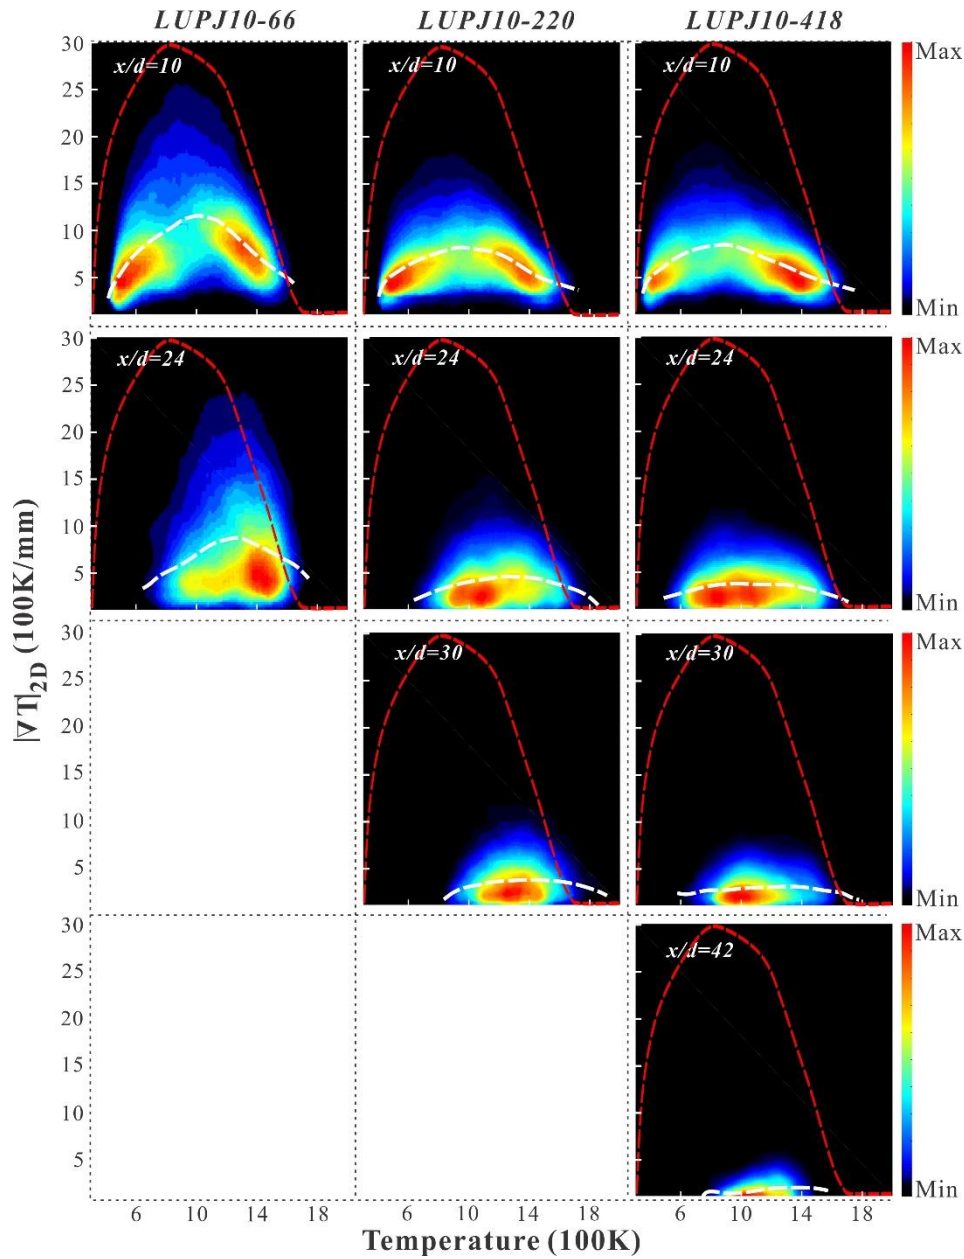 LUPJ10-66 LUPJ10-220 LUPJ10-418
30 x/d=10 x/d=10 x/d=10 Max
25
20
15
10
5
Min
30 x/d=24 x/d=24 x/d=24 Max
25
20
15
10
5
Min
|∇T|2D (100K/mm)
30 x/d=30 x/d=30 Max
25
20
15
10
5
Min
30 x/d=42 Max
25
20
15
10
5
Min
6 10 14 18 6 10 14 18 6 10 14 18
Temperature (100K)